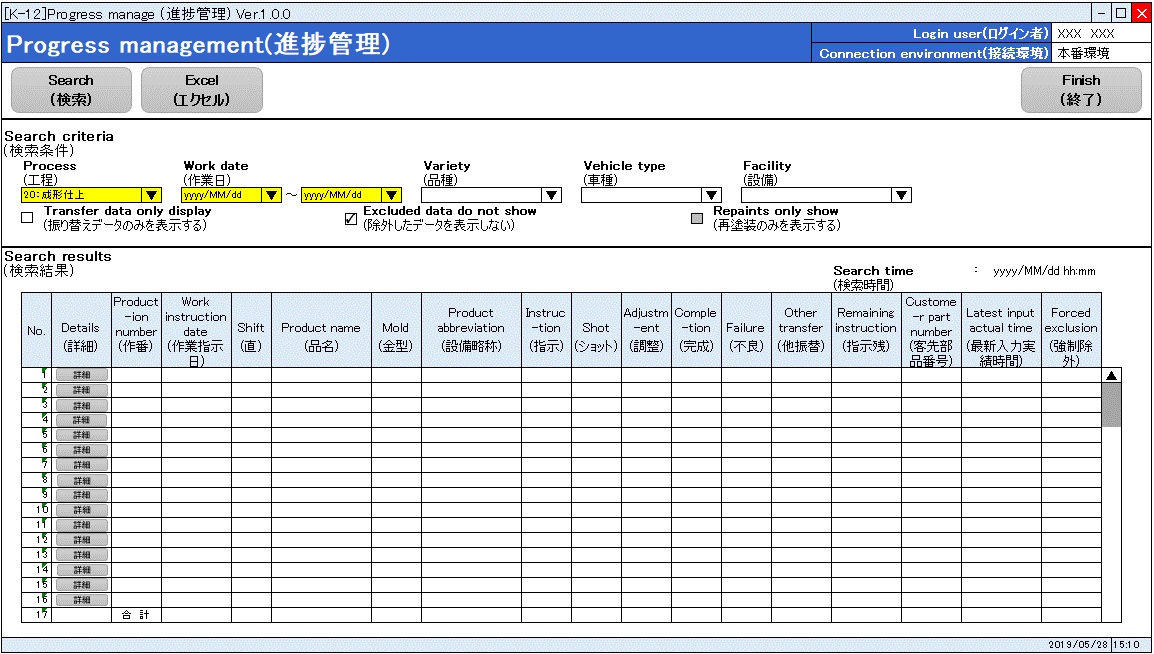 [K-12]Progress manage (進捗管理) Ver.1.0.0
Progress management(進捗管理)
Login user(ログイン者) XXX XXX
Connection environment(接続環境) 本番環境
Search
(検索)
Excel
(エクセル)
Finish
(終了)
Search criteria
(検索条件)
Process
(工程)
20:成形仕上
Work date
(作業日)
yyyy/MM/dd ～ yyyy/MM/dd
Variety
(品種)
Vehicle type
(車種)
Facility
(設備)
Transfer data only display
(振り替えデータのみを表示する)
Excluded data do not show
(除外したデータを表示しない)
Repaints only show
(再塗装のみを表示する)
Search results
(検索結果)
Search time : yyyy/MM/dd hh:mm
(検索時間)
No.
Details
(詳細)
Product
-ion
number
(作番)
Work
instruction
date
(作業指示
日)
Shift
(直)
Product name
(品名)
Mold
(金型)
Product
abbreviation
(設備略称)
Instruc
-tion
(指示)
Shot
(ショット)
Adjustm
-ent
(調整)
Comple
-tion
(完成)
Failure
(不良)
Other
transfer
(他振替)
Remaining
instruction
(指示残)
Custome
-r part
number
(客先部
品番号)
Latest input
actual time
(最新入力実
績時間)
Forced
exclusion
(強制除
外)
1 詳細
2 詳細
3 詳細
4 詳細
5 詳細
6 詳細
7 詳細
8 詳細
9 詳細
10 詳細
11 詳細
12 詳細
13 詳細
14 詳細
15 詳細
16 詳細
17 合 計
2019/05/28 15:10